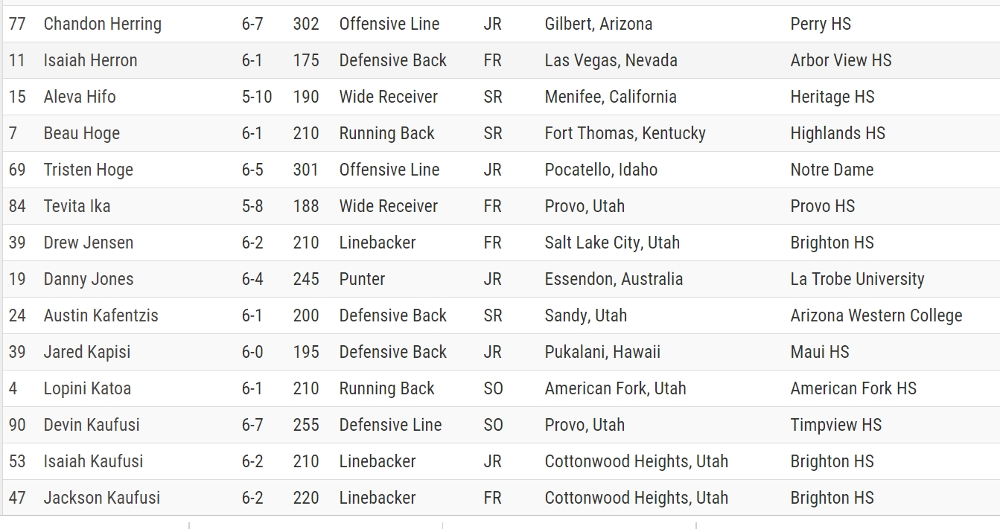 77 Chandon Herring 6-7 302 Offensive Line JR Gilbert, Arizona Perry HS
11 Isaiah Herron 6-1 175 Defensive Back FR Las Vegas, Nevada Arbor View HS
15 Aleva Hifo 5-10 190 Wide Receiver SR Menifee, California Heritage HS
7 Beau Hoge 6-1 210 Running Back SR Fort Thomas, Kentucky Highlands HS
69 Tristen Hoge 6-5 301 Offensive Line JR Pocatello, Idaho Notre Dame
84 Tevita Ika 5-8 188 Wide Receiver FR Provo, Utah Provo HS
39 Drew Jensen 6-2 210 Linebacker FR Salt Lake City, Utah Brighton HS
19 Danny Jones 6-4 245 Punter JR Essendon, Australia La Trobe University
24 Austin Kafentzis 6-1 200 Defensive Back SR Sandy, Utah Arizona Western College
39 Jared Kapisi 6-0 195 Defensive Back JR Pukalani, Hawaii Maui HS
4 Lopini Katoa 6-1 210 Running Back SO American Fork, Utah American Fork HS
90 Devin Kaufusi 6-7 255 Defensive Line SO Provo, Utah Timpview HS
53 Isaiah Kaufusi 6-2 210 Linebacker JR Cottonwood Heights, Utah Brighton HS
47 Jackson Kaufusi 6-2 220 Linebacker FR Cottonwood Heights, Utah Brighton HS